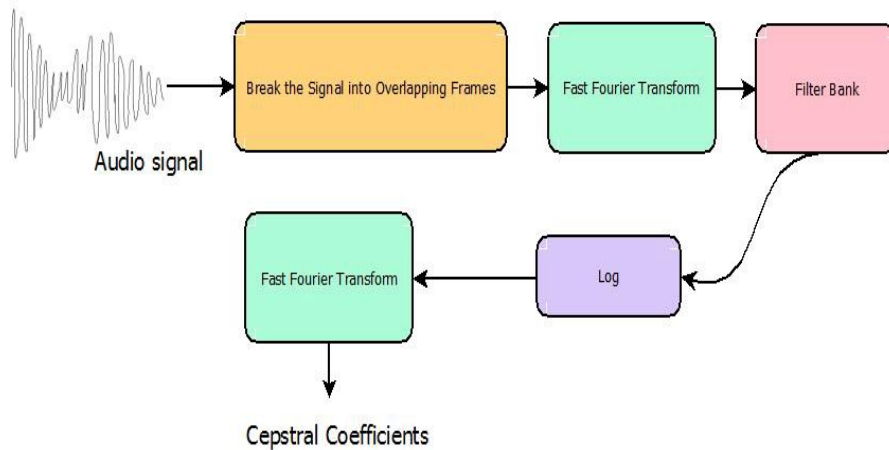 Break the Signal into Overlapping Frames
Fast Fourier Transform
Filter Bank
Audio signal
Log
Fast Fourier Transform
Cepstral Coefficients